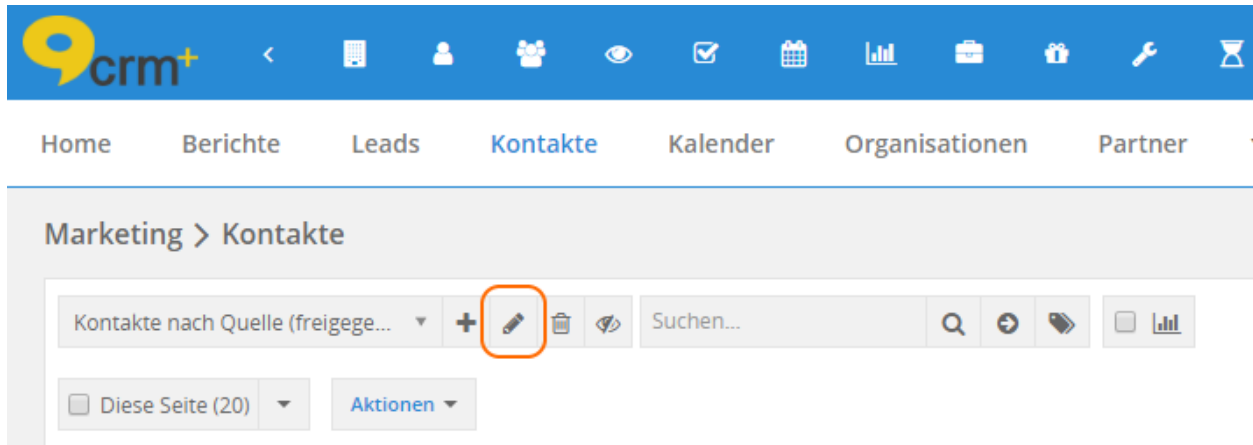 crm+
Home Berichte Leads Kontakte Kalender Organisationen Partner
Marketing > Kontakte
Kontakte nach Quelle (freigege... Suchen...
Diese Seite (20) Aktionen